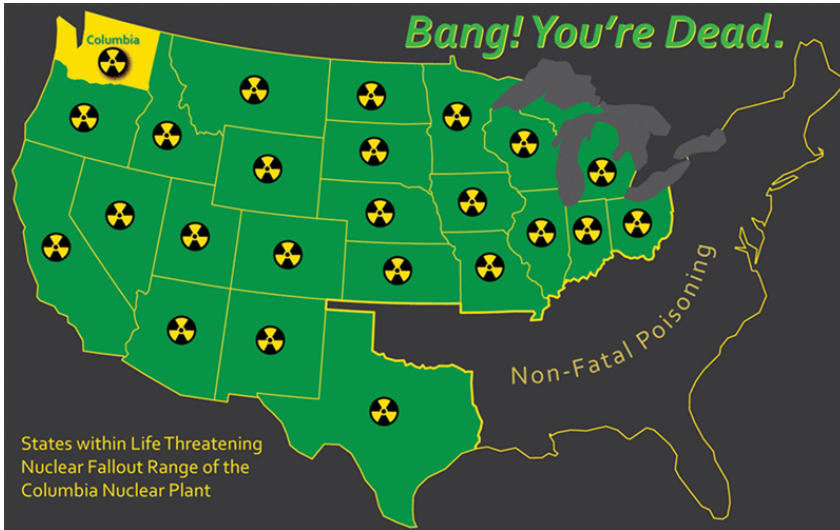 Columbia
Bang! You're Dead.
Non-Fatal Poisoning
States within Life Threatening
Nuclear Fallout Range of the
Columbia Nuclear Plant